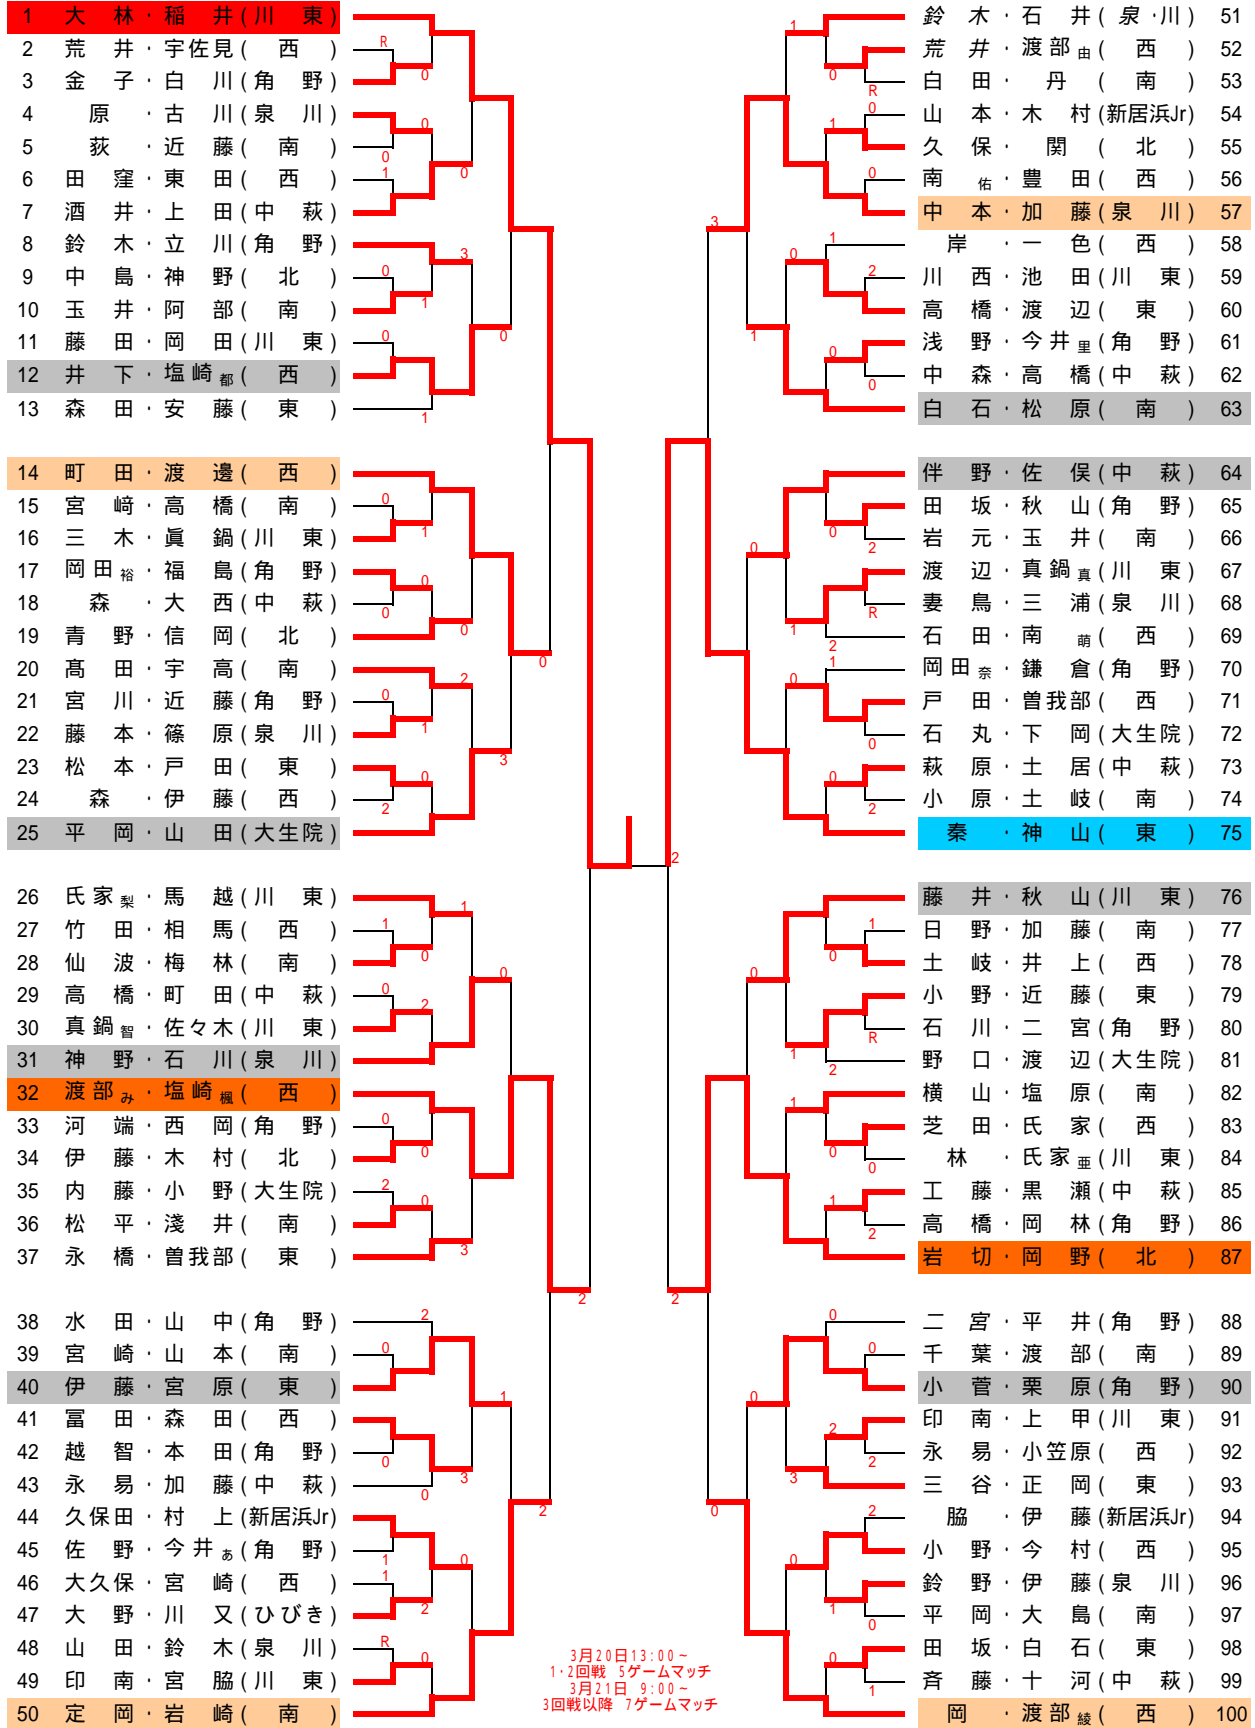 1 大林・稲井(川東)
2 荒井・宇佐見(西)
3 金子・白川(角野)
4 原・古川(泉川)
5 荻・近藤(南)
6 田窪・東田(西)
7 酒井・上田(中萩)
8 鈴木・立川(角野)
9 中島・神野(北)
10 玉井・阿部(南)
11 藤田・岡田(川東)
12 井下・塩崎都(西)
13 森田・安藤(東)
14 町田・渡邊(西)
15 宮﨑・高橋(南)
16 三木・眞鍋(川東)
17 岡田裕・福島(角野)
18 森・大西(中萩)
19 青野・信岡(北)
20 髙田・宇高(南)
21 宮川・近藤(角野)
22 藤本・篠原(泉川)
23 松本・戸田(東)
24 森・伊藤(西)
25 平岡・山田(大生院)
26 氏家梨・馬越(川東)
27 竹田・相馬(西)
28 仙波・梅林(南)
29 高橋・町田(中萩)
30 真鍋智・佐々木(川東)
31 神野・石川(泉川)
32 渡部み・塩崎楓(西)
33 河端・西岡(角野)
34 伊藤・木村(北)
35 内藤・小野(大生院)
36 松平・淺井(南)
37 永橋・曽我部(東)
38 水田・山中(角野)
39 宮崎・山本(南)
40 伊藤・宮原(東)
41 冨田・森田(西)
42 越智・本田(角野)
43 永易・加藤(中萩)
44 久保田・村上(新居浜Jr)
45 佐野・今井あ(角野)
46 大久保・宮崎(西)
47 大野・川又(ひびき)
48 山田・鈴木(泉川)
49 印南・宮脇(川東)
50 定岡・岩崎(南)
鈴木・石井(泉・川) 51
荒井・渡部由(西) 52
白田・丹(南) 53
山本・木村(新居浜Jr) 54
久保・関(北) 55
南佑・豊田(西) 56
中本・加藤(泉川) 57
岸・一色(西) 58
川西・池田(川東) 59
高橋・渡辺(東) 60
浅野・今井里(角野) 61
中森・高橋(中萩) 62
白石・松原(南) 63
伴野・佐俣(中萩) 64
田坂・秋山(角野) 65
岩元・玉井(南) 66
渡辺・真鍋真(川東) 67
妻鳥・三浦(泉川) 68
石田・南萌(西) 69
岡田奈・鎌倉(角野) 70
戸田・曽我部(西) 71
石丸・下岡(大生院) 72
萩原・土居(中萩) 73
小原・土岐(南) 74
秦・神山(東) 75
藤井・秋山(川東) 76
日野・加藤(南) 77
土岐・井上(西) 78
小野・近藤(東) 79
石川・二宮(角野) 80
野口・渡辺(大生院) 81
横山・塩原(南) 82
芝田・氏家(西) 83
林・氏家亜(川東) 84
工藤・黒瀬(中萩) 85
高橋・岡林(角野) 86
岩切・岡野(北) 87
二宮・平井(角野) 88
千葉・渡部(南) 89
小菅・栗原(角野) 90
印南・上甲(川東) 91
永易・小笠原(西) 92
三谷・正岡(東) 93
脇・伊藤(新居浜Jr) 94
小野・今村(西) 95
鈴野・伊藤(泉川) 96
平岡・大島(南) 97
田坂・白石(東) 98
斉藤・十河(中萩) 99
岡・渡部綾(西) 100
3月20日13:00~
1・2回戦 5ゲームマッチ
3月21日 9:00~
3回戦以降 7ゲームマッチ